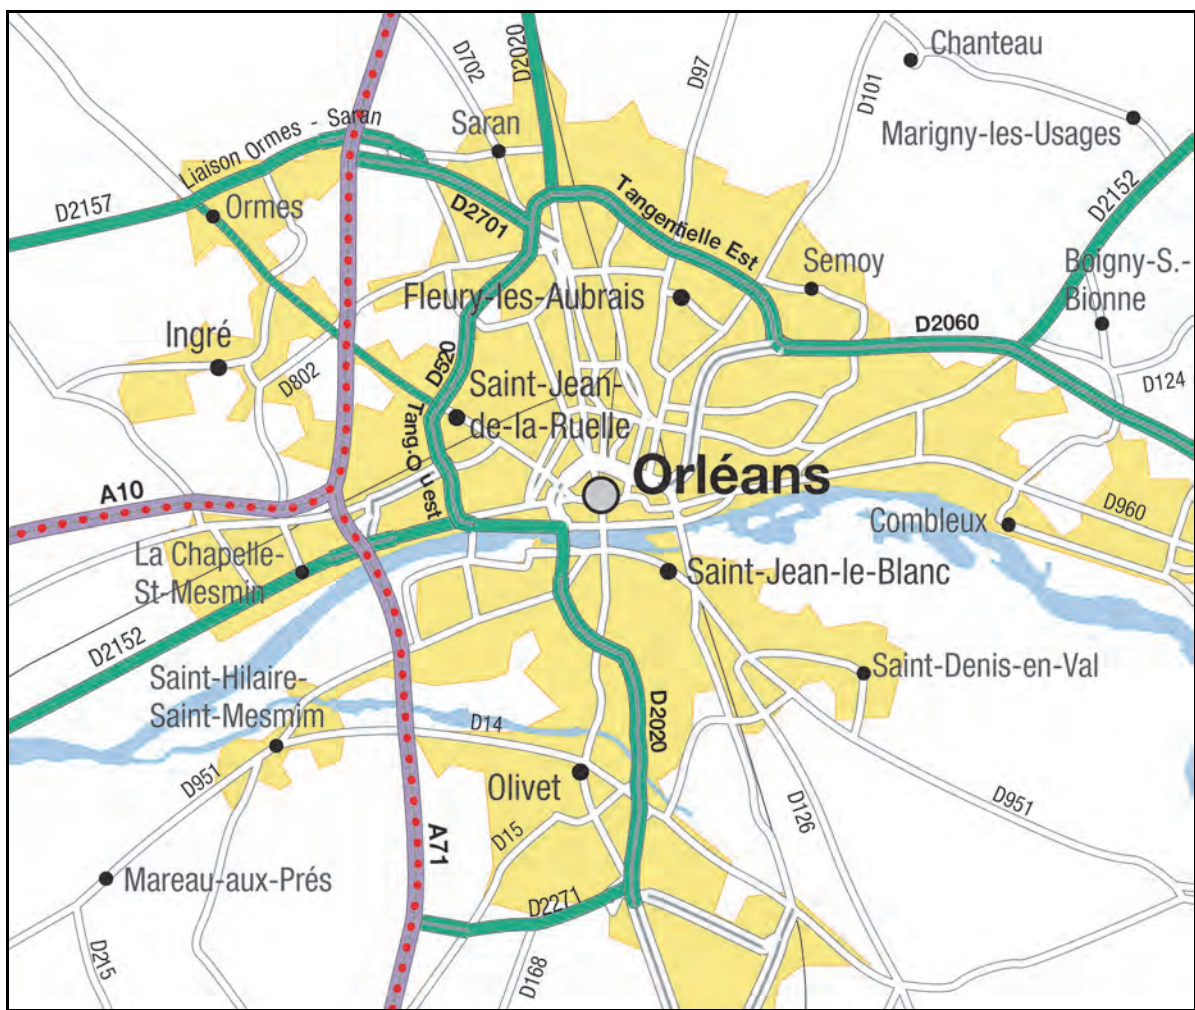 D2020
D702
D97
D101
Chanteau
Marigny-les-Usages
Liaison Ormes - Saran
Saran
D2157
Ormes
D2701
Tangentielle Est
D2152
Semoy
Boigny-S.-
Bionne
Fleury-les-Aubrais
Ingré
D520
D2060
D802
Saint-Jean-
de-la-Ruelle
D124
Tang.Ouest
Orléans
A10
D960
Combleux
La Chapelle-
St-Mesmin
Saint-Jean-le-Blanc
D2152
Saint-Hilaire-
Saint-Mesmim
Saint-Denis-en-Val
D14
D2020
D951
Olivet
D951
D126
A71
D15
Mareau-aux-Prés
D2271
D215
D168